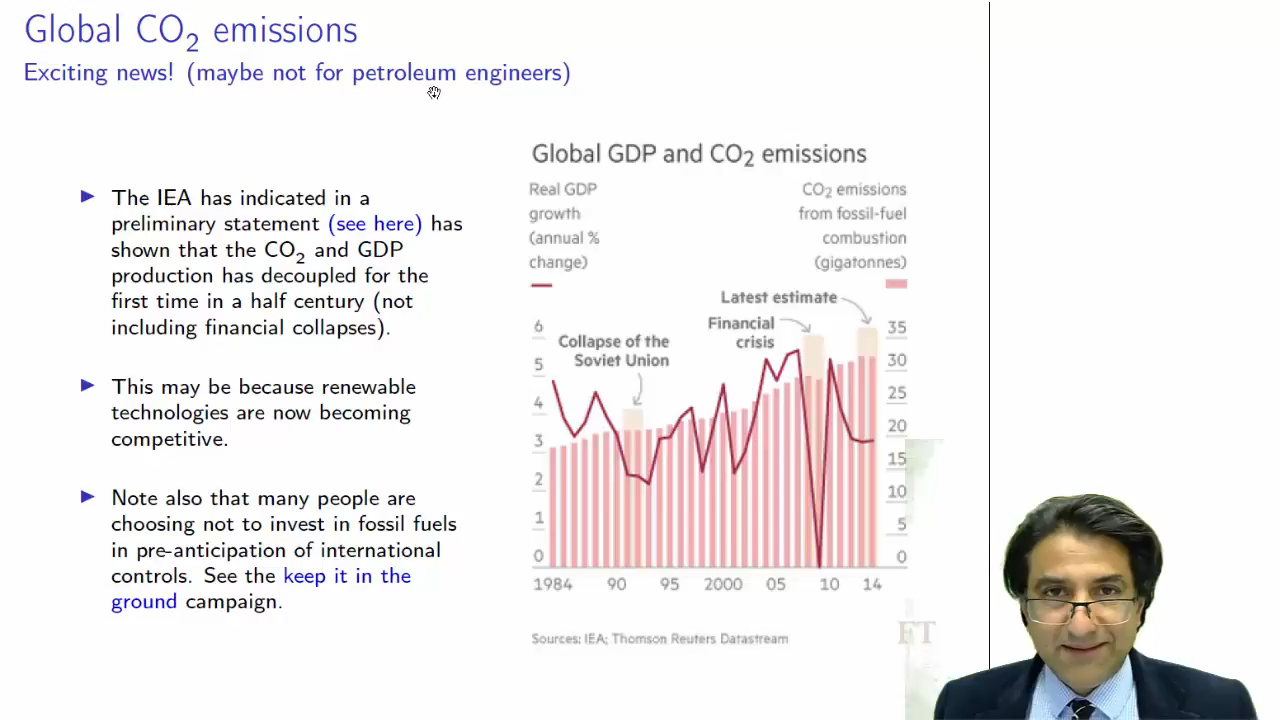 Global CO₂ emissions
Exciting news! (maybe not for petroleum engineers)
▶ The IEA has indicated in a
preliminary statement (see here) has
shown that the CO₂ and GDP
production has decoupled for the
first time in a half century (not
including financial collapses).
▶ This may be because renewable
technologies are now becoming
competitive.
▶ Note also that many people are
choosing not to invest in fossil fuels
in pre-anticipation of international
controls. See the keep it in the
ground campaign.
Global GDP and CO₂ emissions
Real GDP
growth
(annual %
change)
CO₂ emissions
from fossil-fuel
combustion
(gigatonnes)
Latest estimate
Financial
crisis
Collapse of the
Soviet Union
6
5
4
3
2
1
0
35
30
25
20
15
10
5
0
1984 90 95 2000 05 10 14
Sources: IEA; Thomson Reuters Datastream
FT